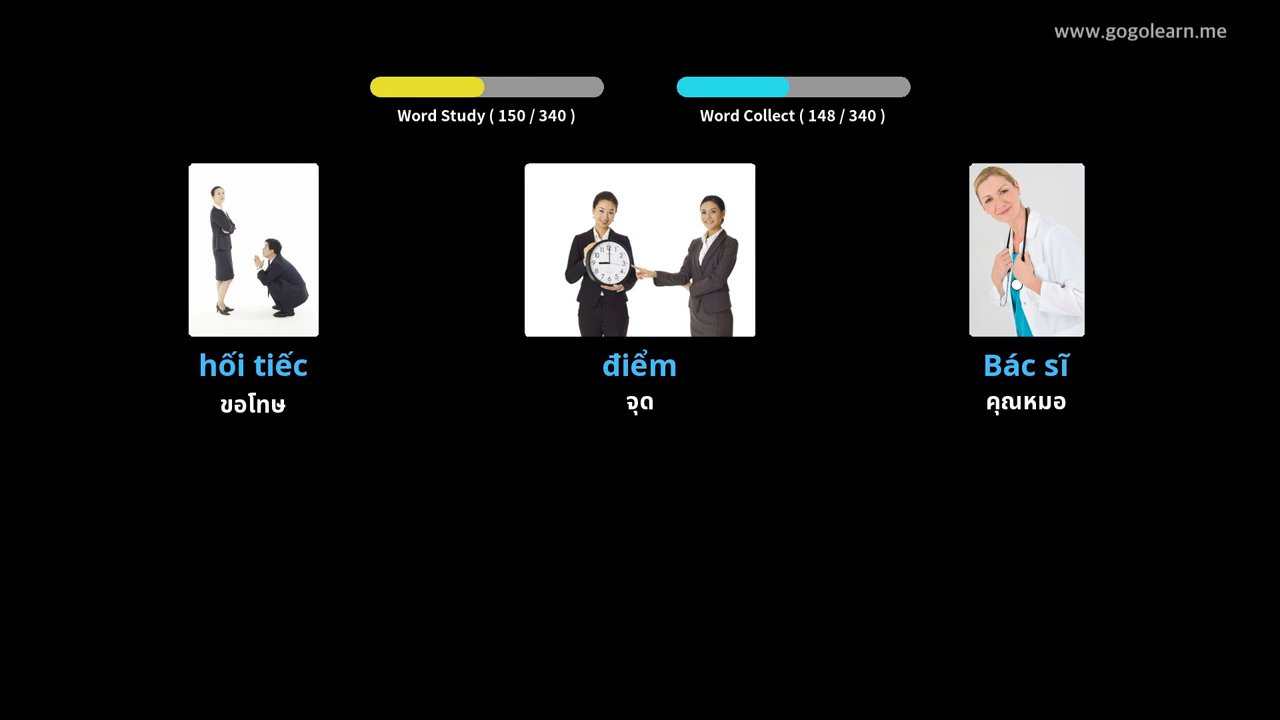 www.gogolearn.me
Word Study ( 150 / 340 )
Word Collect ( 148 / 340 )
hối tiếc
ขอโทษ
điểm
จุด
Bác sĩ
คุณหมอ